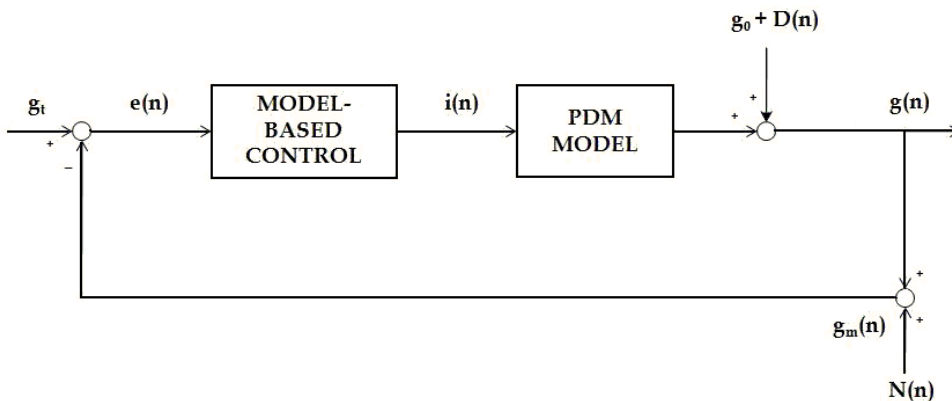 g₀ + D(n)
gₜ
e(n)
MODEL-
BASED
CONTROL
i(n)
PDM
MODEL
g(n)
+
+
+
−
+
+
gₘ(n)
N(n)